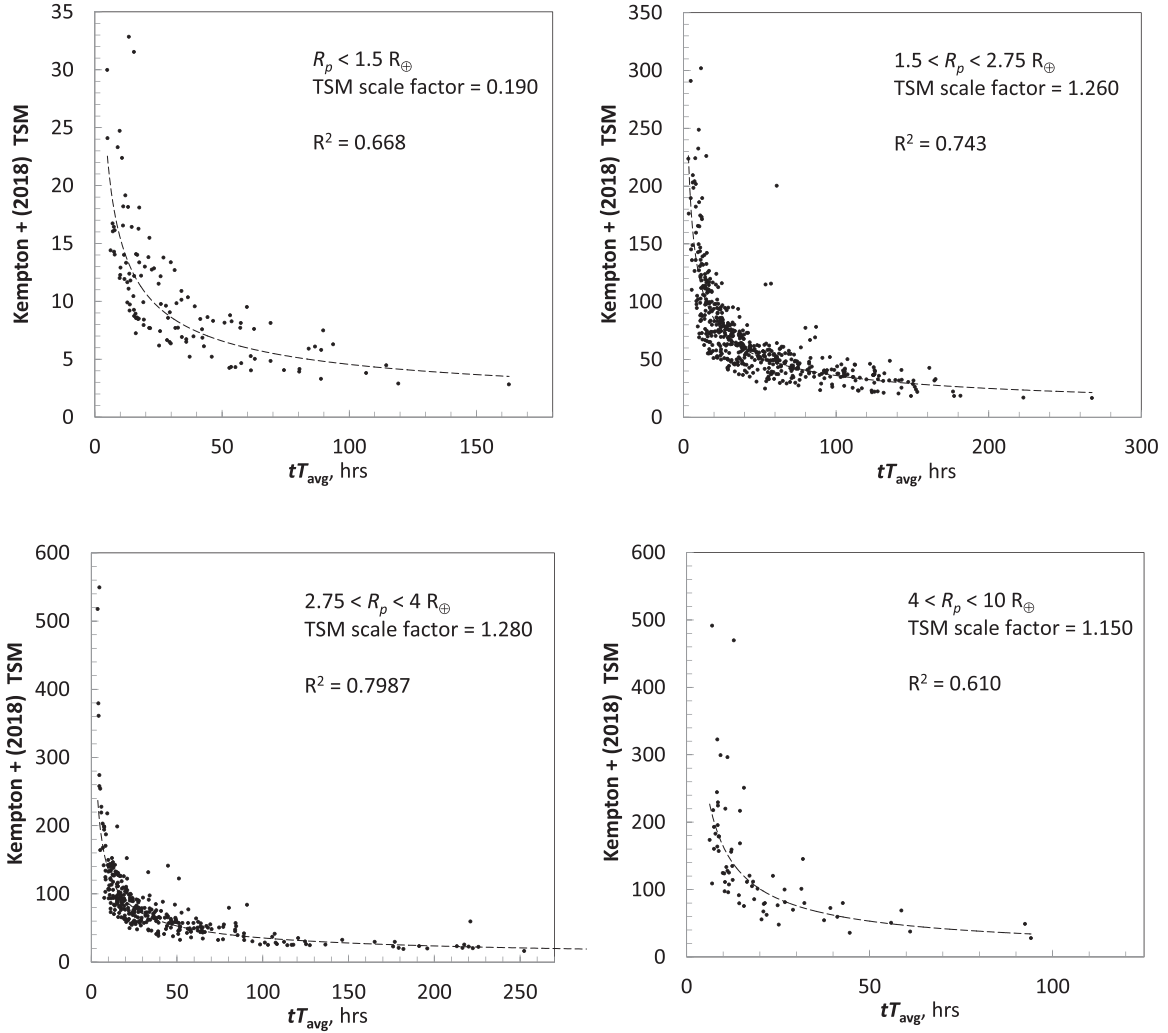 35
30
25
20
15
10
5
0
Kempton + (2018) TSM
R_p < 1.5 R⊕
TSM scale factor = 0.190
R² = 0.668
0 50 100 150
tT_avg, hrs
350
300
250
200
150
100
50
0
Kempton + (2018) TSM
1.5 < R_p < 2.75 R⊕
TSM scale factor = 1.260
R² = 0.743
0 100 200 300
tT_avg, hrs
600
500
400
300
200
100
0
Kempton + (2018) TSM
2.75 < R_p < 4 R⊕
TSM scale factor = 1.280
R² = 0.7987
0 50 100 150 200 250
tT_avg, hrs
600
500
400
300
200
100
0
Kempton + (2018) TSM
4 < R_p < 10 R⊕
TSM scale factor = 1.150
R² = 0.610
0 50 100
tT_avg, hrs